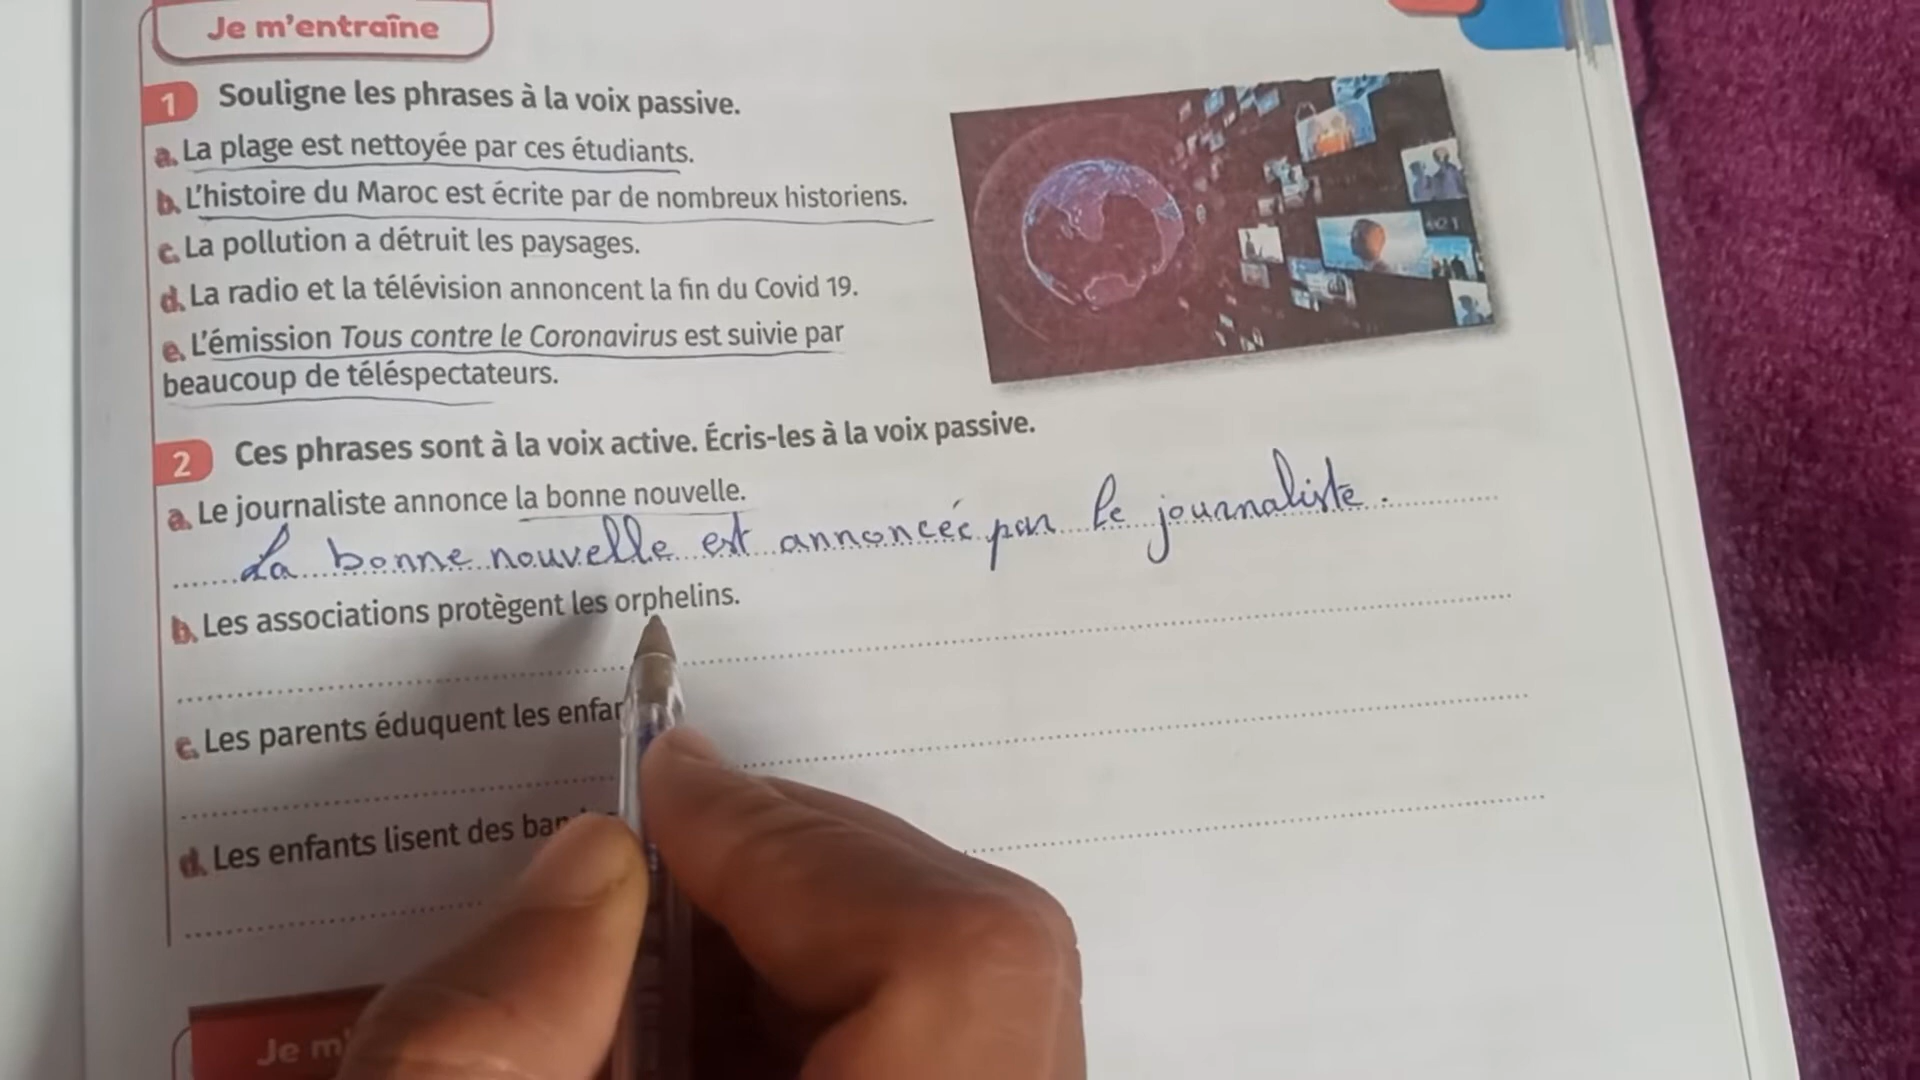 Je m'entraîne
1 Souligne les phrases à la voix passive.
a. La plage est nettoyée par ces étudiants.
b. L'histoire du Maroc est écrite par de nombreux historiens.
c. La pollution a détruit les paysages.
d. La radio et la télévision annoncent la fin du Covid 19.
e. L'émission Tous contre le Coronavirus est suivie par
beaucoup de téléspectateurs.
2 Ces phrases sont à la voix active. Écris-les à la voix passive.
a. Le journaliste annonce la bonne nouvelle.
La bonne nouvelle est annoncée par le journaliste.
b. Les associations protègent les orphelins.
c. Les parents éduquent les
d. Les enfants lisent des
Je